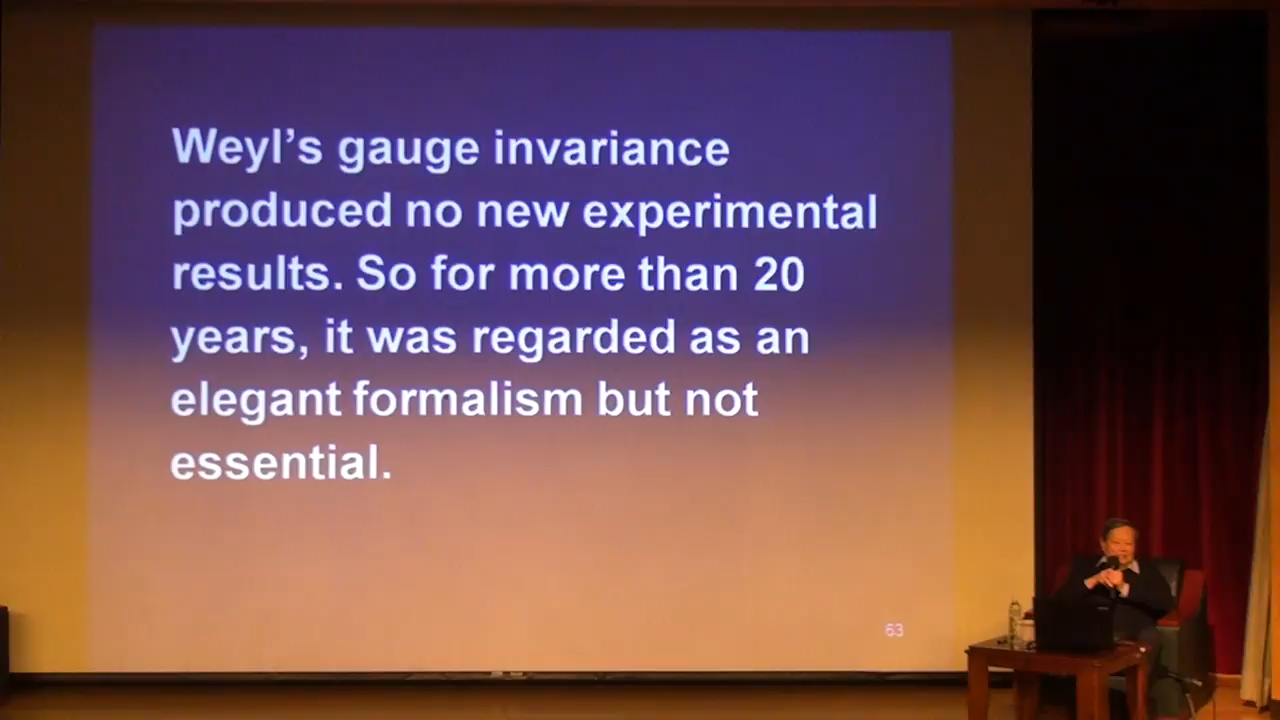 Weyl’s gauge invariance
produced no new experimental
results. So for more than 20
years, it was regarded as an
elegant formalism but not
essential.
63